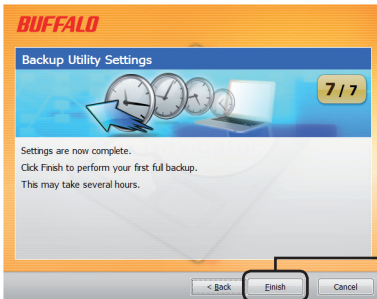 BUFFALO
Backup Utility Settings
7/7
Settings are now complete.
Click Finish to perform your first full backup.
This may take several hours.
< Back
Finish
Cancel